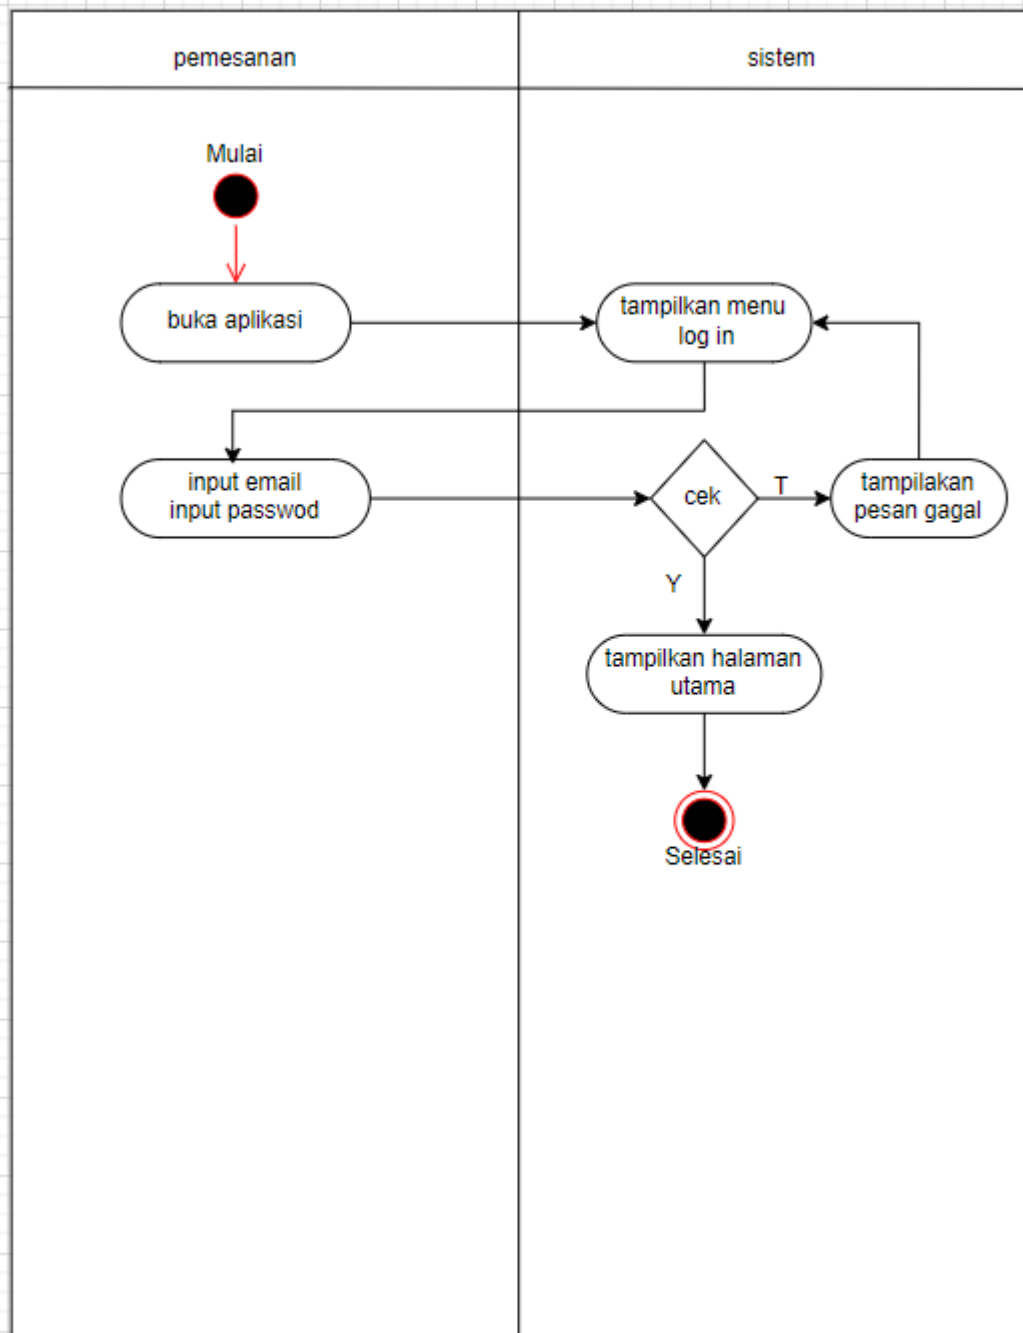 pemesanan
sistem
Mulai
buka aplikasi
tampilkan menu
log in
input email
input passwod
cek
T
tampilakan
pesan gagal
Y
tampilkan halaman
utama
Selesai